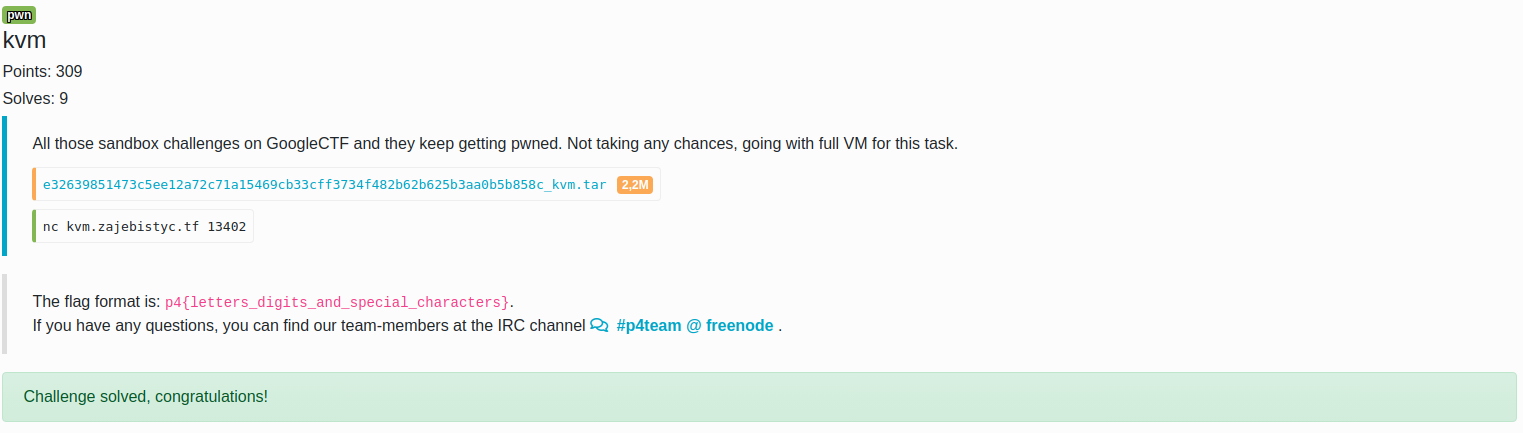 pwn
kvm
Points: 309
Solves: 9
All those sandbox challenges on GoogleCTF and they keep getting pwned. Not taking any chances, going with full VM for this task.
e32639851473c5ee12a72c71a15469cb33cff3734f482b62b625b3aa0b5b858c_kvm.tar 2,2M
nc kvm.zajebistyc.tf 13402
The flag format is: p4{letters_digits_and_special_characters}.
If you have any questions, you can find our team-members at the IRC channel #p4team @ freenode .
Challenge solved, congratulations!